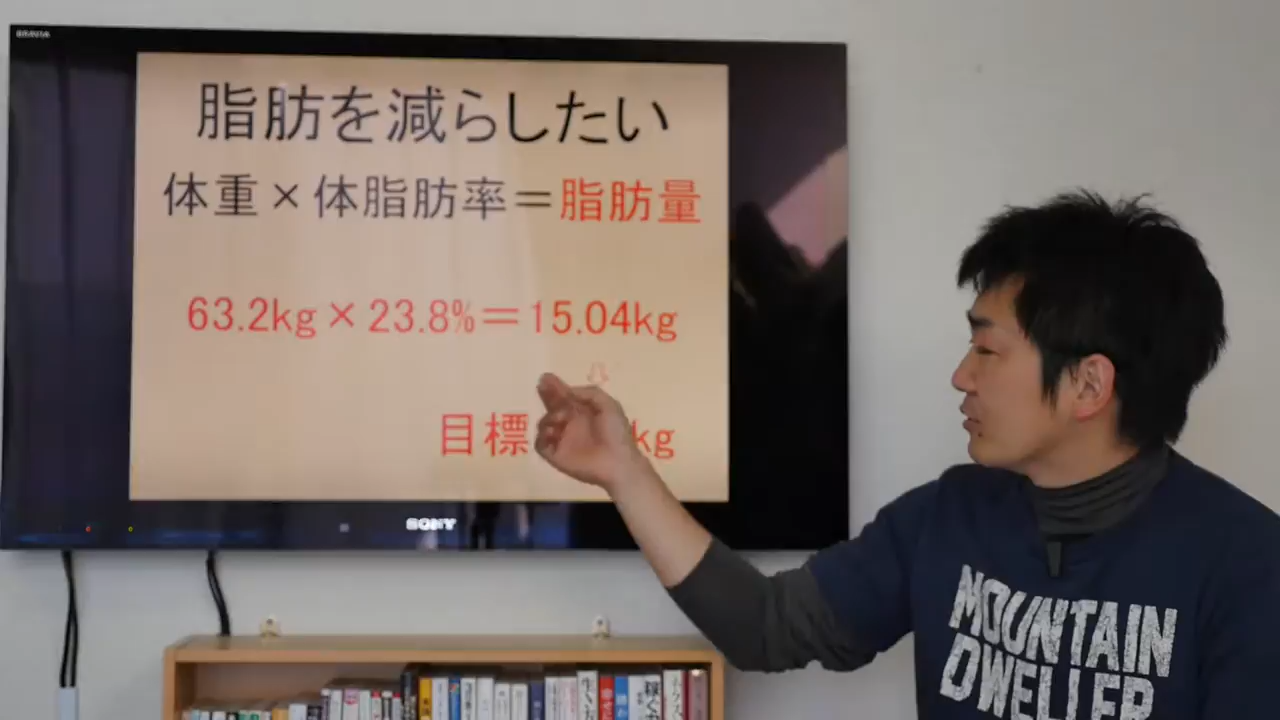 BRAVIA
脂肪を減らしたい
体重×体脂肪率=脂肪量
63.2kg×23.8%=15.04kg
⇩
目標 kg
SONY
MOUNTAIN
DWELLER